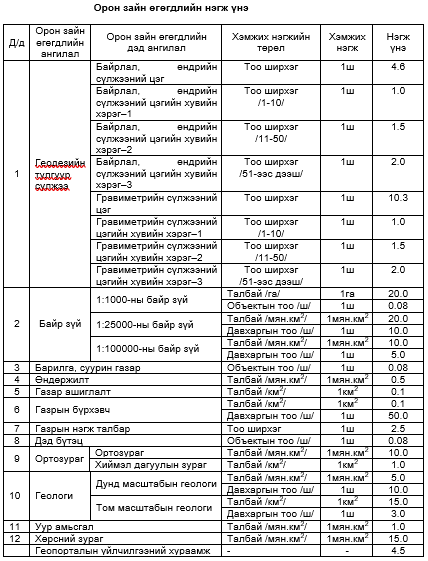 Орон зайн өгөгдлийн нэгж үнэ
Д/д Орон зайн өгөгдлийн ангилал Орон зайн өгөгдлийн дэд ангилал Хэмжих нэгжийн төрөл Хэмжих нэгж Нэгж үнэ
1 Геодезийн тулгуур сүлжээ
Байрлал, өндрийн сүлжээний цэг Тоо ширхэг 1ш 4.6
Байрлал, өндрийн сүлжээний цэгийн хувийн хэрэг–1 Тоо ширхэг /1-10/ 1ш 1.0
Байрлал, өндрийн сүлжээний цэгийн хувийн хэрэг–2 Тоо ширхэг /11-50/ 1ш 1.5
Байрлал, өндрийн сүлжээний цэгийн хувийн хэрэг–3 Тоо ширхэг /51-ээс дээш/ 1ш 2.0
Гравиметрийн сүлжээний цэг Тоо ширхэг 1ш 10.3
Гравиметрийн сүлжээний цэгийн хувийн хэрэг–1 Тоо ширхэг /1-10/ 1ш 1.0
Гравиметрийн сүлжээний цэгийн хувийн хэрэг–2 Тоо ширхэг /11-50/ 1ш 1.5
Гравиметрийн сүлжээний цэгийн хувийн хэрэг–3 Тоо ширхэг /51-ээс дээш/ 1ш 2.0
2 Байр зүй
1:1000-ны байр зүй Талбай /га/ 1га 20.0
Объектын тоо /ш/ 1ш 0.08
1:25000-ны байр зүй Талбай /мян.км²/ 1мян.км² 20.0
Давхаргын тоо /ш/ 1ш 10.0
1:100000-ны байр зүй Талбай /мян.км²/ 1мян.км² 10.0
Давхаргын тоо /ш/ 1ш 5.0
3 Барилга, суурин газар Объектын тоо /ш/ 1ш 0.08
4 Өндөржилт Талбай /мян.км²/ 1мян.км² 0.5
5 Газар ашиглалт Талбай /км²/ 1км² 0.1
6 Газрын бүрхэвч Талбай /км²/ 1км² 0.1
Давхаргын тоо /ш/ 1ш 50.0
7 Газрын нэгж талбар Тоо ширхэг 1ш 2.5
8 Дэд бүтэц Объектын тоо /ш/ 1ш 0.08
9 Ортозураг
Ортозураг Талбай /мян.км²/ 1мян.км² 10.0
Хиймэл дагуулын зураг Талбай /км²/ 1км² 1.0
10 Геологи
Дунд масштабын геологи Талбай /мян.км²/ 1мян.км² 5.0
Давхаргын тоо /ш/ 1ш 10.0
Том масштабын геологи Талбай /км²/ 1км² 15.0
Давхаргын тоо /ш/ 1ш 3.0
11 Уур амьсгал Талбай /мян.км²/ 1мян.км² 1.0
12 Хөрсний зураг Талбай /мян.км²/ 1мян.км² 15.0
Геопорталын үйлчилгээний хураамж - - 4.5